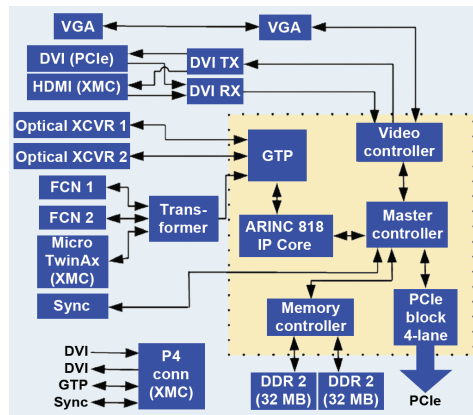 VGA
VGA
DVI (PCIe)
DVI TX
HDMI (XMC)
DVI RX
Optical XCVR 1
Optical XCVR 2
GTP
Video
controller
FCN 1
FCN 2
Micro
TwinAx
(XMC)
Trans-
former
ARINC 818
IP Core
Master
controller
Sync
Memory
controller
PCIe
block
4-lane
DVI
DVI
GTP
Sync
P4
conn
(XMC)
DDR 2
(32 MB)
DDR 2
(32 MB)
PCIe